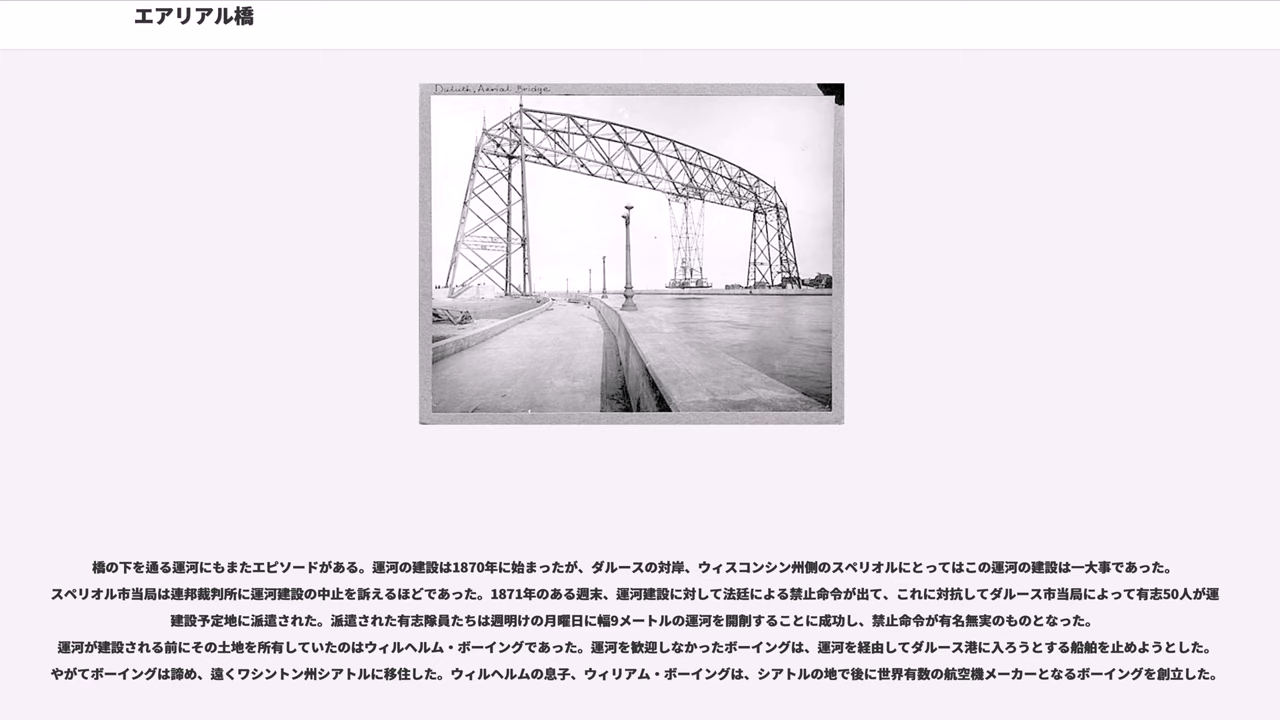 エアリアル橋
Duluth, Aerial Bridge
橋の下を通る運河にもまたエピソードがある。運河の建設は1870年に始まったが、ダルースの対岸、ウィスコンシン州側のスペリオルにとってはこの運河の建設は一大事であった。
スペリオル市当局は連邦裁判所に運河建設の中止を訴えるほどであった。1871年のある週末、運河建設に対して法廷による禁止命令が出て、これに対抗してダルース市当局によって有志50人が運
建設予定地に派遣された。派遣された有志隊員たちは週明けの月曜日に幅9メートルの運河を開削することに成功し、禁止命令が有名無実のものとなった。
運河が建設される前にその土地を所有していたのはウィルヘルム・ボーイングであった。運河を歓迎しなかったボーイングは、運河を経由してダルース港に入ろうとする船舶を止めようとした。
やがてボーイングは諦め、遠くワシントン州シアトルに移住した。ウィルヘルムの息子、ウィリアム・ボーイングは、シアトルの地で後に世界有数の航空機メーカーとなるボーイングを創立した。